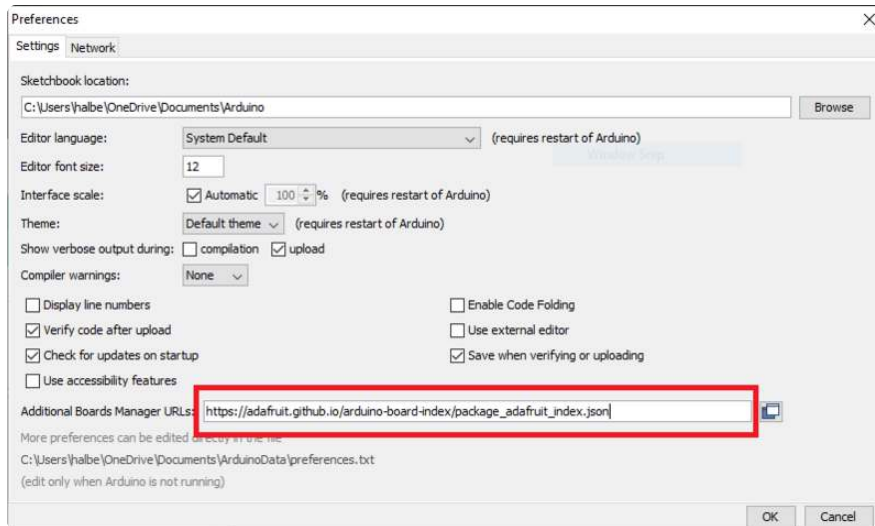 Preferences
Settings Network
Sketchbook location:
C:\Users\halbe\OneDrive\Documents\Arduino Browse
Editor language: System Default (requires restart of Arduino)
Editor font size: 12
Interface scale: Automatic 100 % (requires restart of Arduino)
Theme: Default theme (requires restart of Arduino)
Show verbose output during: compilation upload
Compiler warnings: None
Display line numbers Enable Code Folding
Verify code after upload Use external editor
Check for updates on startup Save when verifying or uploading
Use accessibility features
Additional Boards Manager URLs: https://adafruit.github.io/arduino-board-index/package_adafruit_index.json
More preferences can be edited directly in the file
C:\Users\halbe\OneDrive\Documents\ArduinoData\preferences.txt
(edit only when Arduino is not running)
OK Cancel